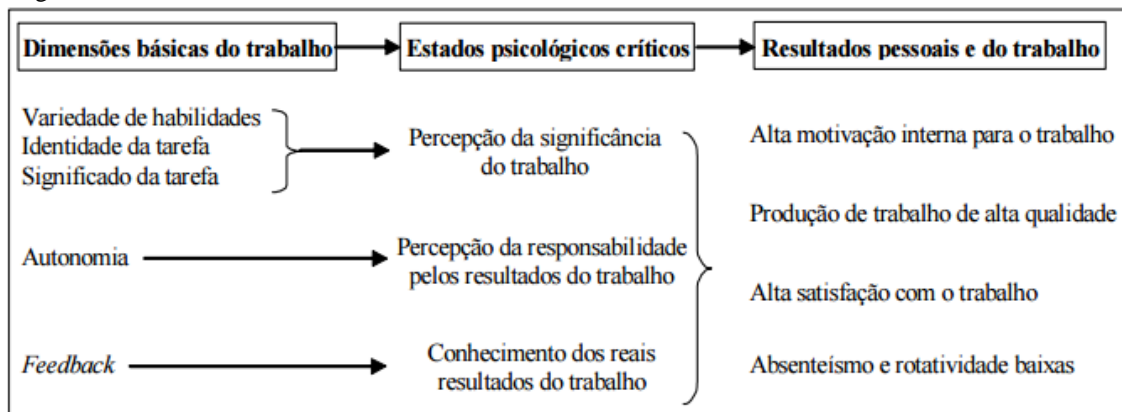 Dimensões básicas do trabalho
Estados psicológicos críticos
Resultados pessoais e do trabalho
Variedade de habilidades
Identidade da tarefa
Significado da tarefa
Percepção da significância
do trabalho
Alta motivação interna para o trabalho
Produção de trabalho de alta qualidade
Autonomia
Percepção da responsabilidade
pelos resultados do trabalho
Alta satisfação com o trabalho
Feedback
Conhecimento dos reais
resultados do trabalho
Absenteísmo e rotatividade baixas